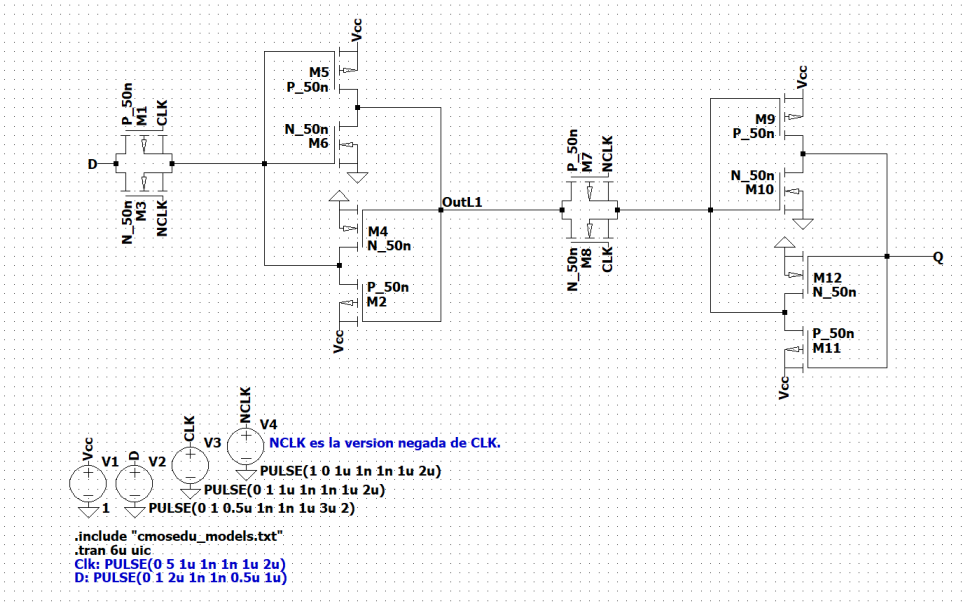 Vcc
M5
P_50n
N_50n
M6
P_50n
M1
CLK
D
N_50n
M3
NCLK
M4
N_50n
P_50n
M2
Vcc
OutL1
P_50n
M7
NCLK
N_50n
M8
CLK
Vcc
M9
P_50n
N_50n
M10
M12
N_50n
P_50n
M11
Vcc
Q
Vcc
V1
1
D
V2
PULSE(0 1 0.5u 1n 1n 1u 3u 2)
CLK
V3
PULSE(0 1 1u 1n 1n 1u 2u)
NCLK
V4
NCLK es la version negada de CLK.
PULSE(1 0 1u 1n 1n 1u 2u)
.include "cmosedu_models.txt"
.tran 6u uic
Clk: PULSE(0 5 1u 1n 1n 1u 2u)
D: PULSE(0 1 2u 1n 1n 0.5u 1u)